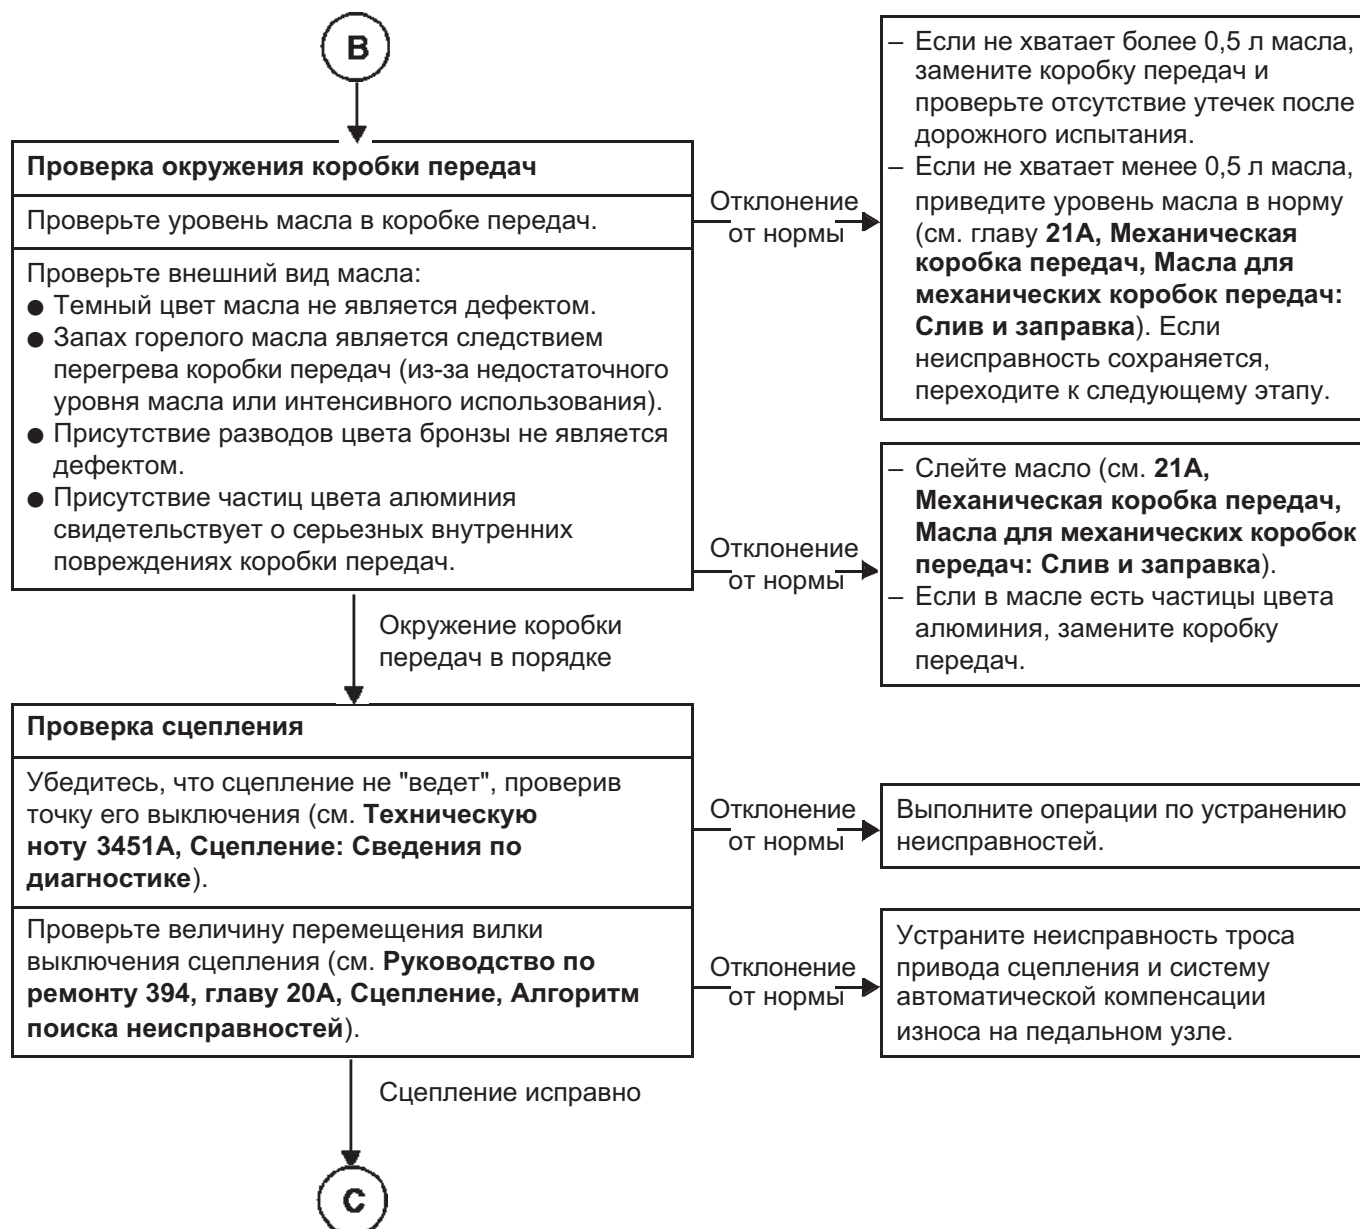 B
Проверка окружения коробки передач
Проверьте уровень масла в коробке передач.
Отклонение
от нормы
– Если не хватает более 0,5 л масла,
замените коробку передач и
проверьте отсутствие утечек после
дорожного испытания.
– Если не хватает менее 0,5 л масла,
приведите уровень масла в норму
(см. главу 21A, Механическая
коробка передач, Масла для
механических коробок передач:
Слив и заправка). Если
неисправность сохраняется,
переходите к следующему этапу.
Проверьте внешний вид масла:
● Темный цвет масла не является дефектом.
● Запах горелого масла является следствием
перегрева коробки передач (из-за недостаточного
уровня масла или интенсивного использования).
● Присутствие разводов цвета бронзы не является
дефектом.
● Присутствие частиц цвета алюминия
свидетельствует о серьезных внутренних
повреждениях коробки передач.
Отклонение
от нормы
– Слейте масло (см. 21A,
Механическая коробка передач,
Масла для механических коробок
передач: Слив и заправка).
– Если в масле есть частицы цвета
алюминия, замените коробку
передач.
Окружение коробки
передач в порядке
Проверка сцепления
Убедитесь, что сцепление не "ведет", проверив
точку его выключения (см. Техническую
ноту 3451A, Сцепление: Сведения по
диагностике).
Отклонение
от нормы
Выполните операции по устранению
неисправностей.
Проверьте величину перемещения вилки
выключения сцепления (см. Руководство по
ремонту 394, главу 20A, Сцепление, Алгоритм
поиска неисправностей).
Отклонение
от нормы
Устраните неисправность троса
привода сцепления и систему
автоматической компенсации
износа на педальном узле.
Сцепление исправно
C